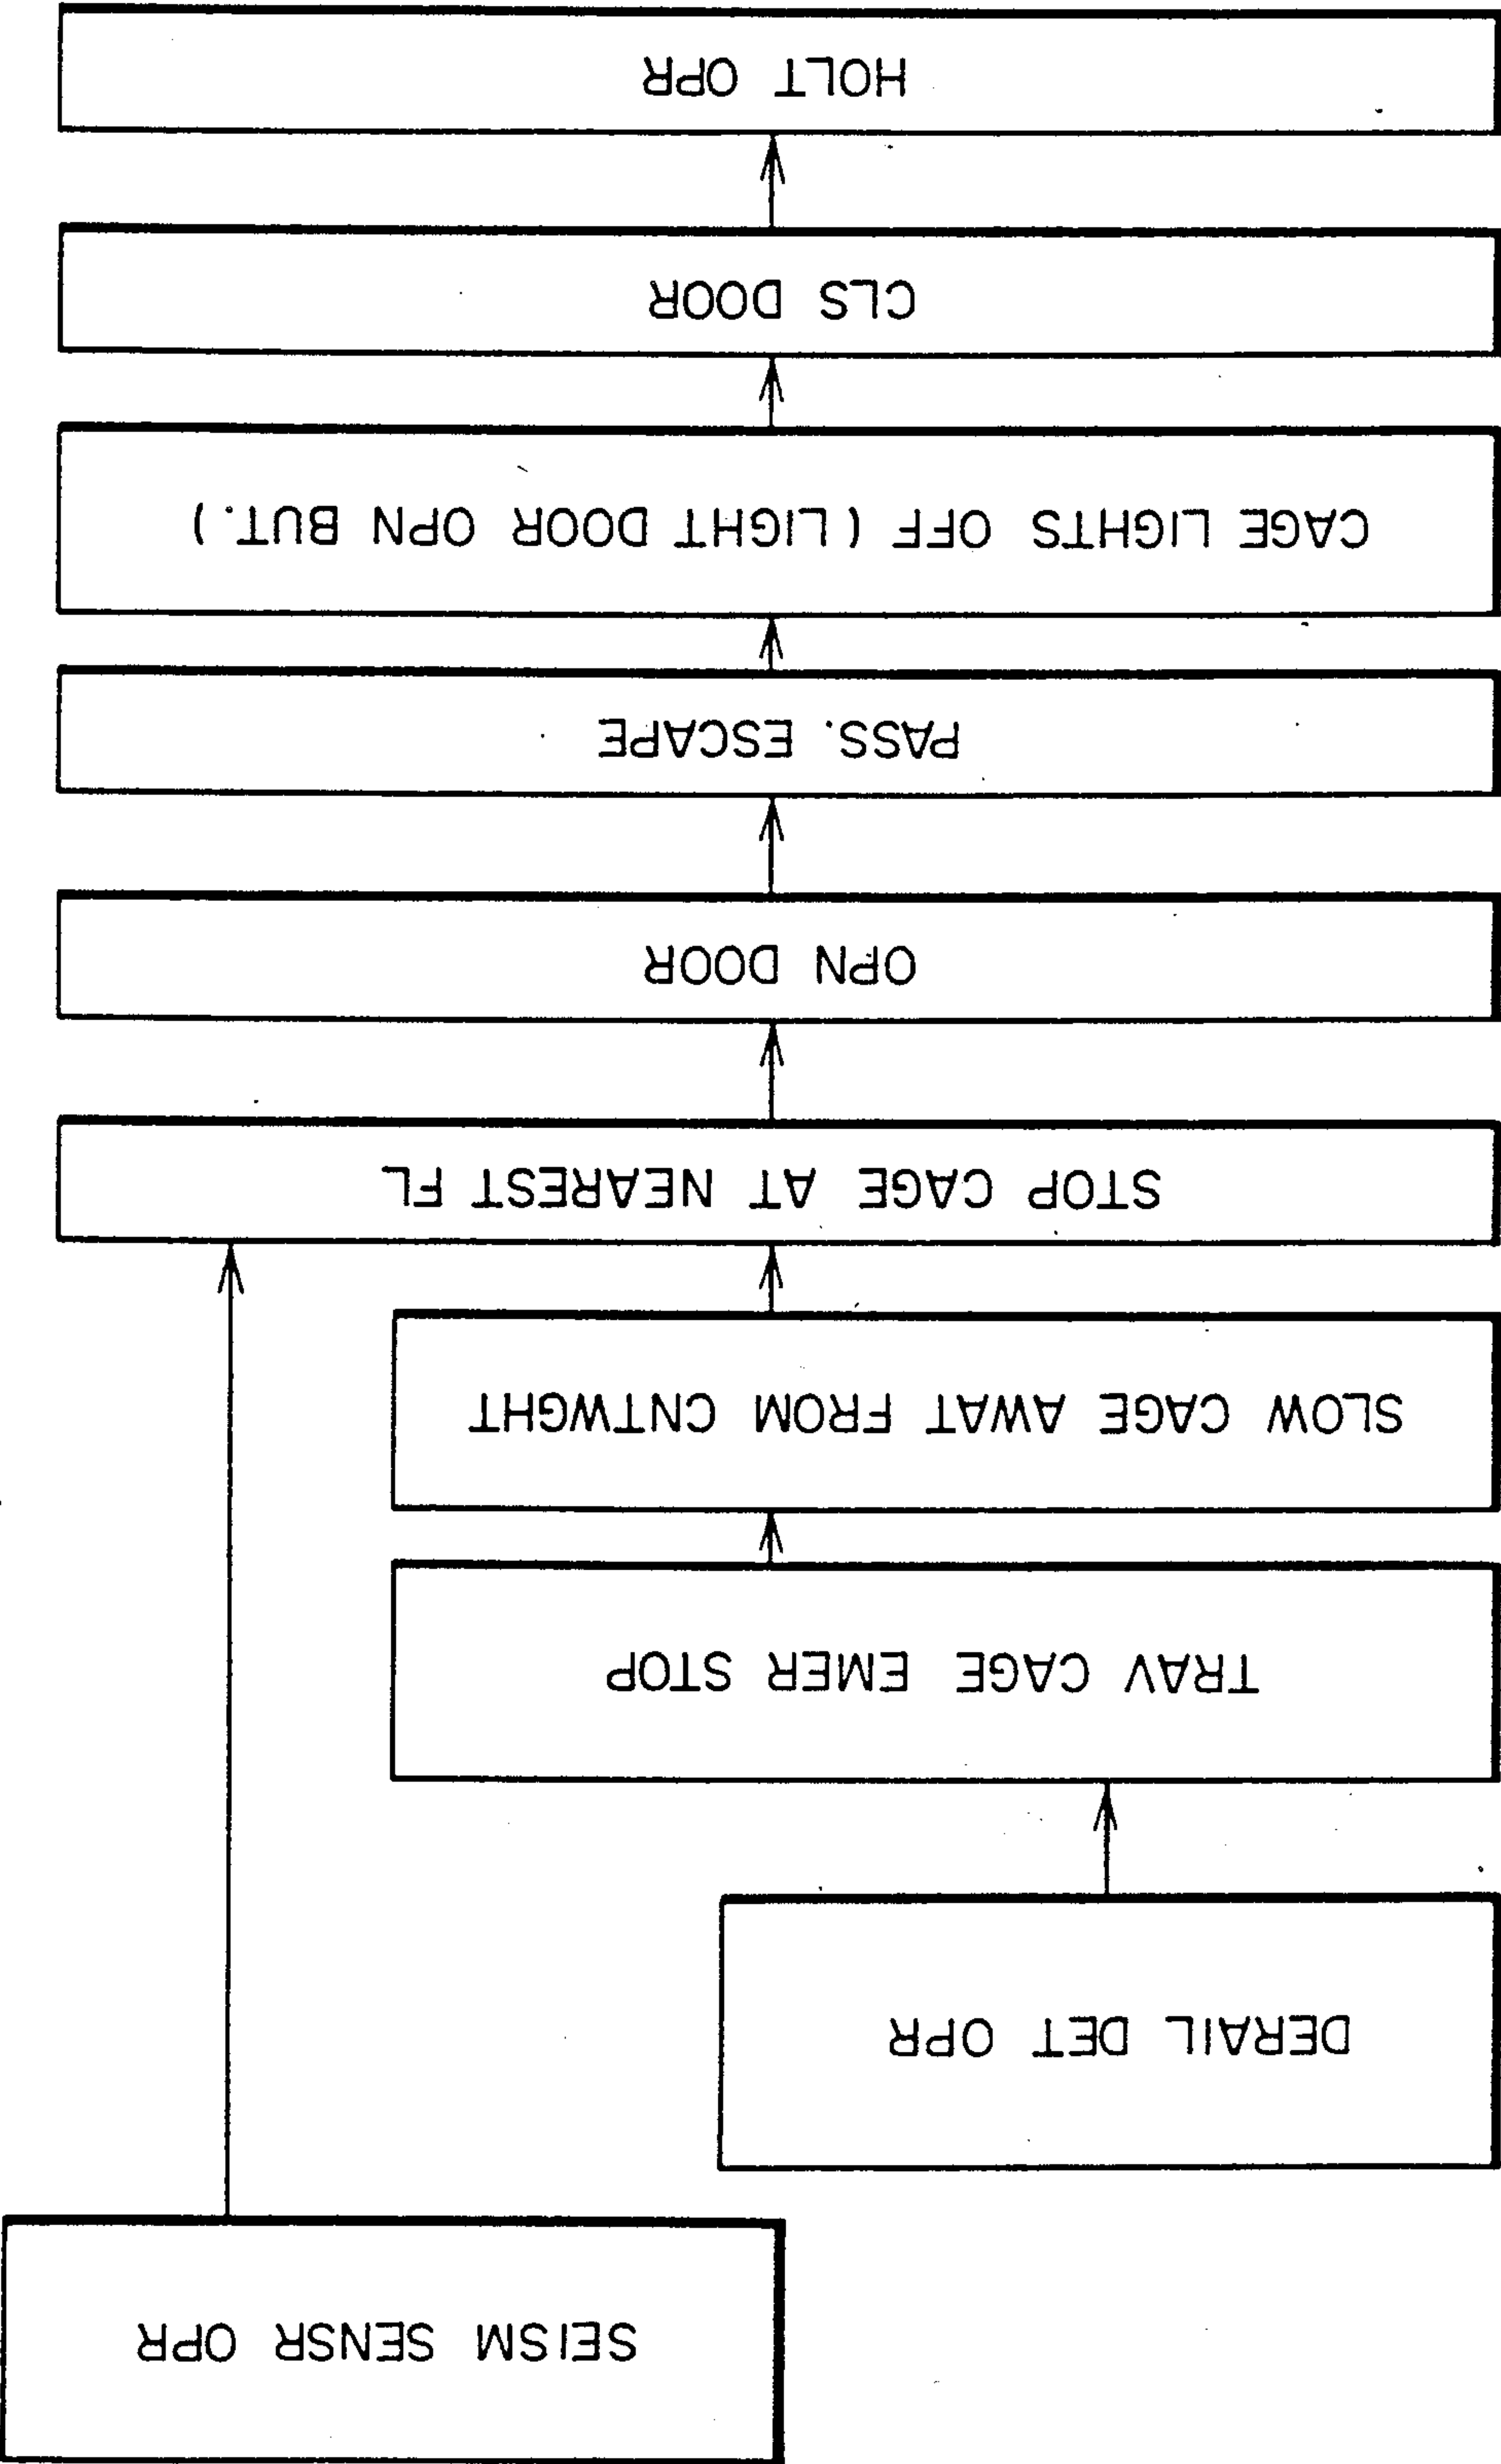 SEISM SENSR OPR
DERAIL DET OPR
TRAV CAGE EMER STOP
SLOW CAGE AWAT FROM CNTWGHT
STOP CAGE AT NEAREST FL
OPN DOOR
PASS. ESCAPE
CAGE LIGHTS OFF ( LIGHT DOOR OPN BUT. )
CLS DOOR
HOLT OPR